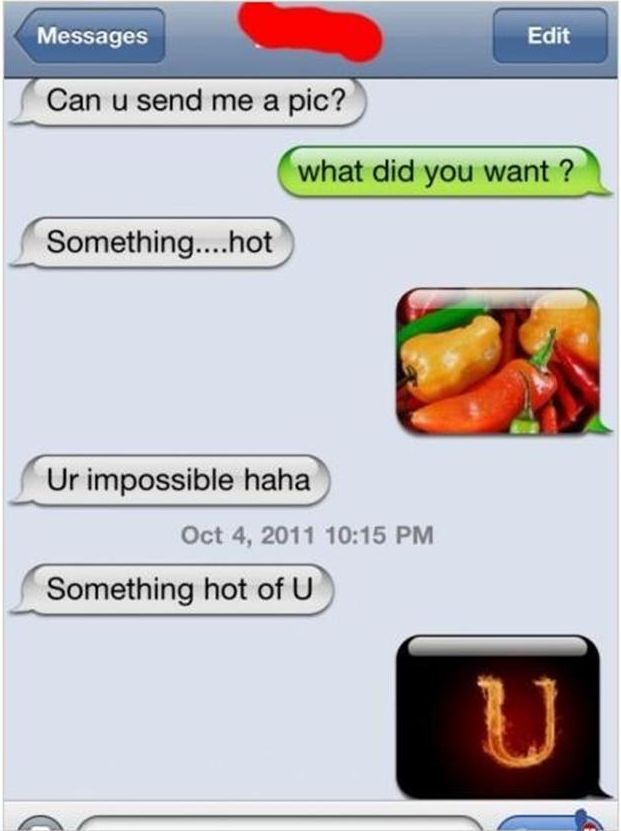 Messages
Edit
Can u send me a pic?
what did you want ?
Something....hot
Ur impossible haha
Oct 4, 2011 10:15 PM
Something hot of U
U